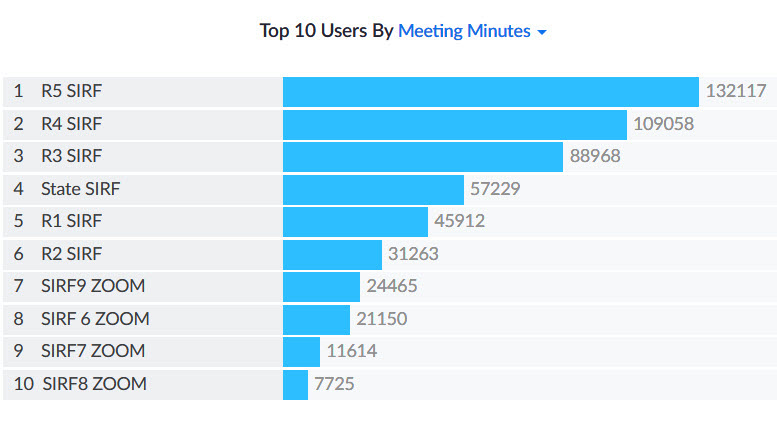 Top 10 Users By Meeting Minutes
1 R5 SIRF 132117
2 R4 SIRF 109058
3 R3 SIRF 88968
4 State SIRF 57229
5 R1 SIRF 45912
6 R2 SIRF 31263
7 SIRF9 ZOOM 24465
8 SIRF 6 ZOOM 21150
9 SIRF7 ZOOM 11614
10 SIRF8 ZOOM 7725